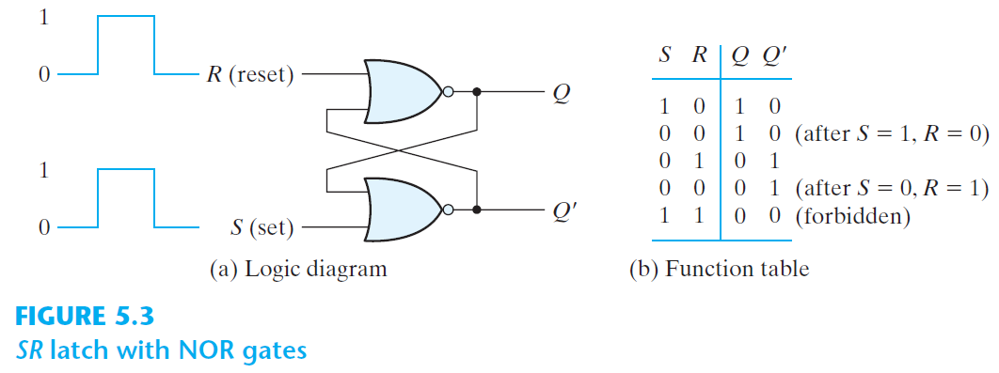 1
0
R (reset)
Q
1
0
S (set)
Q′
(a) Logic diagram
S R Q Q′
1 0 1 0
0 0 1 0 (after S = 1, R = 0)
0 1 0 1
0 0 0 1 (after S = 0, R = 1)
1 1 0 0 (forbidden)
(b) Function table
FIGURE 5.3
SR latch with NOR gates